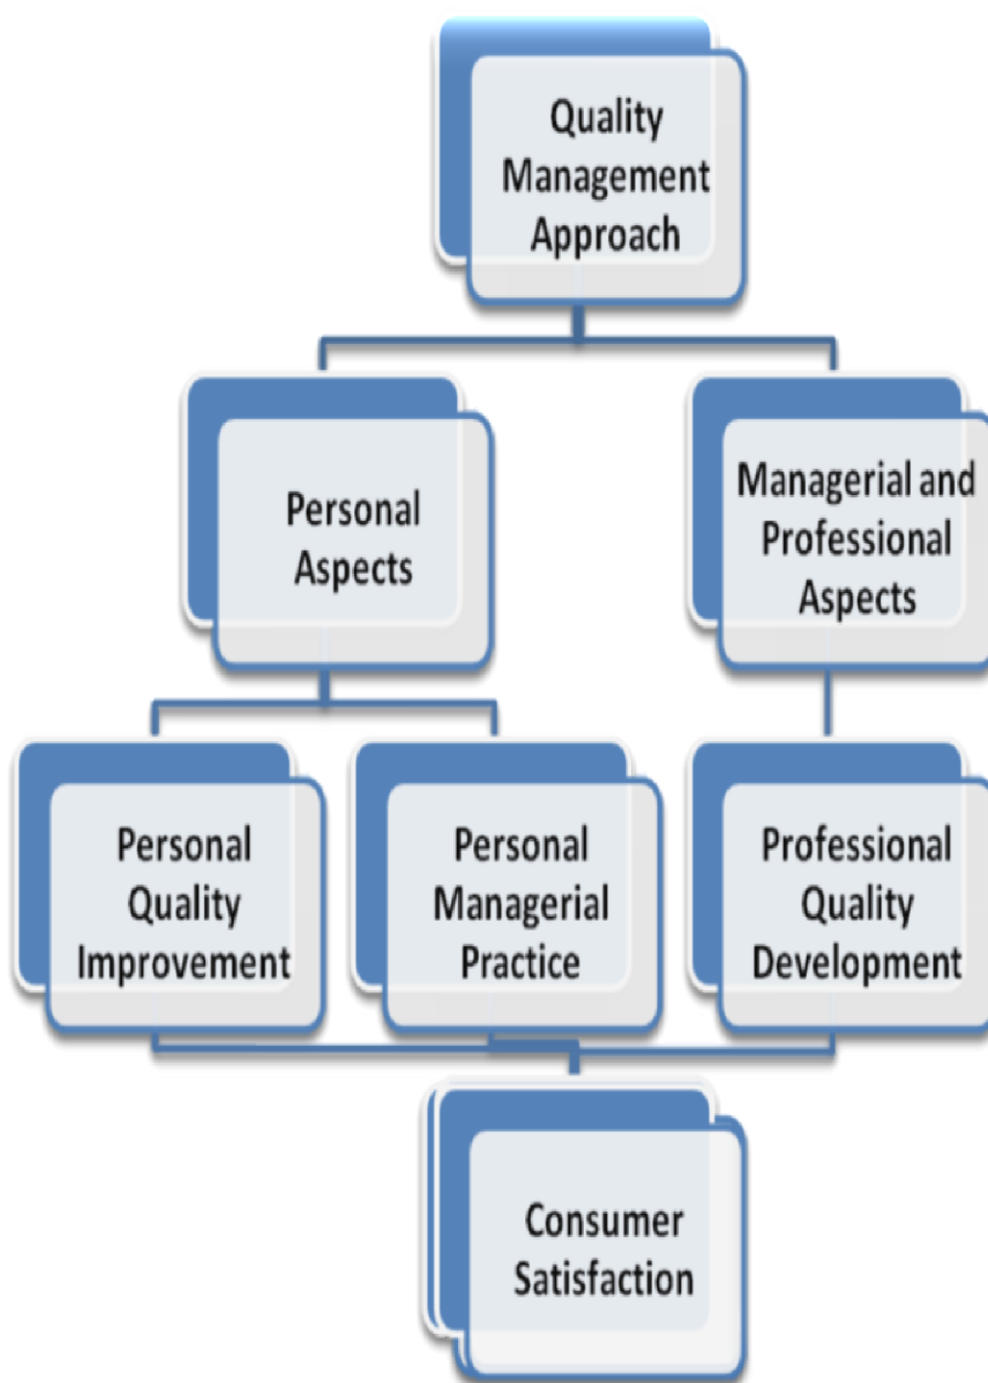 Quality
Management
Approach
Personal
Aspects
Managerial and
Professional
Aspects
Personal
Quality
Improvement
Personal
Managerial
Practice
Professional
Quality
Development
Consumer
Satisfaction